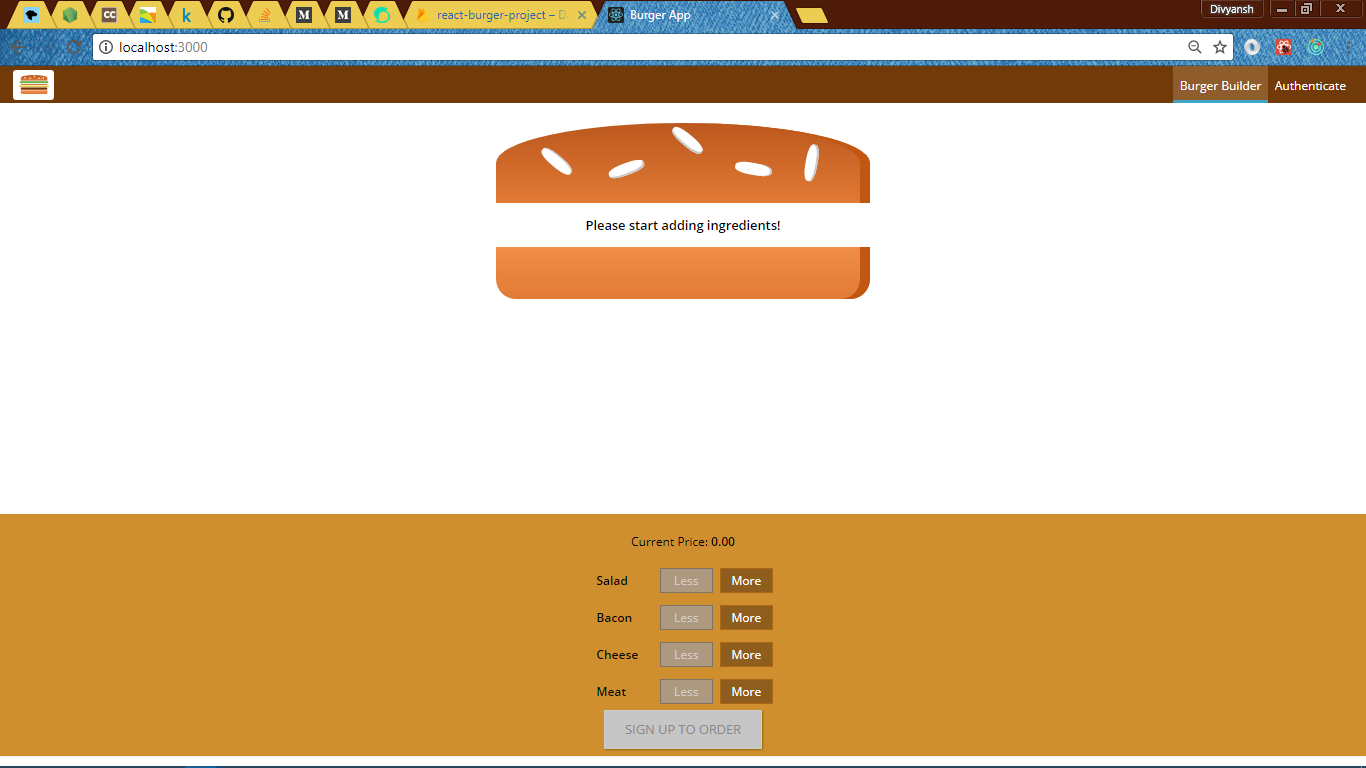 Divyansh
CC
k
M
M
react-burger-project – D
Burger App
localhost:3000
Burger Builder
Authenticate
Please start adding ingredients!
Current Price: 0.00
Salad Less More
Bacon Less More
Cheese Less More
Meat Less More
SIGN UP TO ORDER